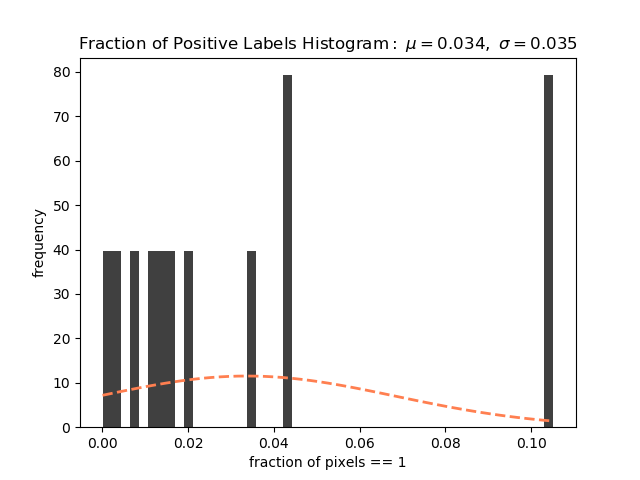 Fraction of Positive Labels Histogram: μ = 0.034, σ = 0.035
80
70
60
50
40
30
20
10
0
frequency
0.00 0.02 0.04 0.06 0.08 0.10
fraction of pixels == 1